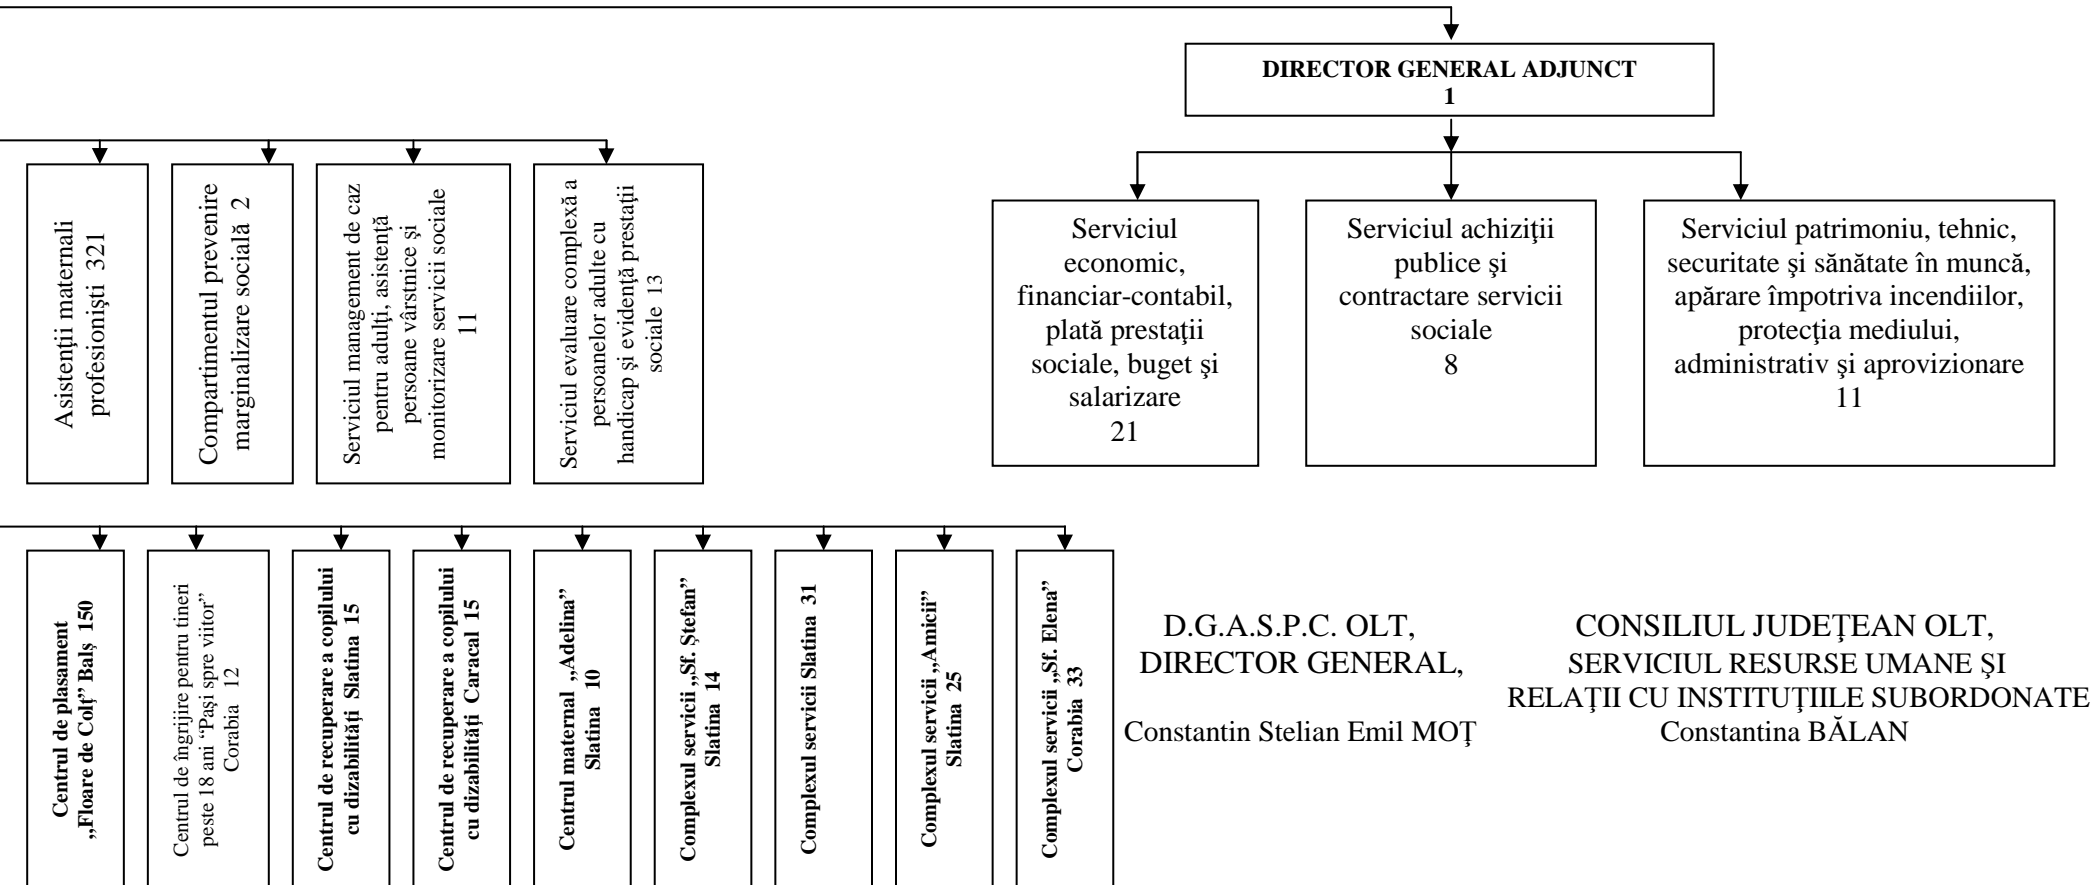 DIRECTOR GENERAL ADJUNCT
1
Asistenţii maternali
profesionişti 321
Compartimentul prevenire
marginalizare socială 2
Serviciul management de caz
pentru adulţi, asistenţă
persoane vârstnice şi
monitorizare servicii sociale
11
Serviciul evaluare complexă a
persoanelor adulte cu
handicap şi evidenţă prestaţii
sociale 13
Serviciul
economic,
financiar-contabil,
plată prestaţii
sociale, buget şi
salarizare
21
Serviciul achiziţii
publice şi
contractare servicii
sociale
8
Serviciul patrimoniu, tehnic,
securitate şi sănătate în muncă,
apărare împotriva incendiilor,
protecţia mediului,
administrativ şi aprovizionare
11
Centrul de plasament
„Floare de Colţ” Balş 150
Centrul de îngrijire pentru tineri
peste 18 ani “Paşi spre viitor”
Corabia 12
Centrul de recuperare a copilului
cu dizabilităţi Slatina 15
Centrul de recuperare a copilului
cu dizabilităţi Caracal 15
Centrul maternal „Adelina”
Slatina 10
Complexul servicii „Sf. Ştefan”
Slatina 14
Complexul servicii Slatina 31
Complexul servicii „Amicii”
Slatina 25
Complexul servicii „Sf. Elena”
Corabia 33
D.G.A.S.P.C. OLT,
DIRECTOR GENERAL,
Constantin Stelian Emil MOŢ
CONSILIUL JUDEŢEAN OLT,
SERVICIUL RESURSE UMANE ŞI
RELAŢII CU INSTITUŢIILE SUBORDONATE
Constantina BĂLAN